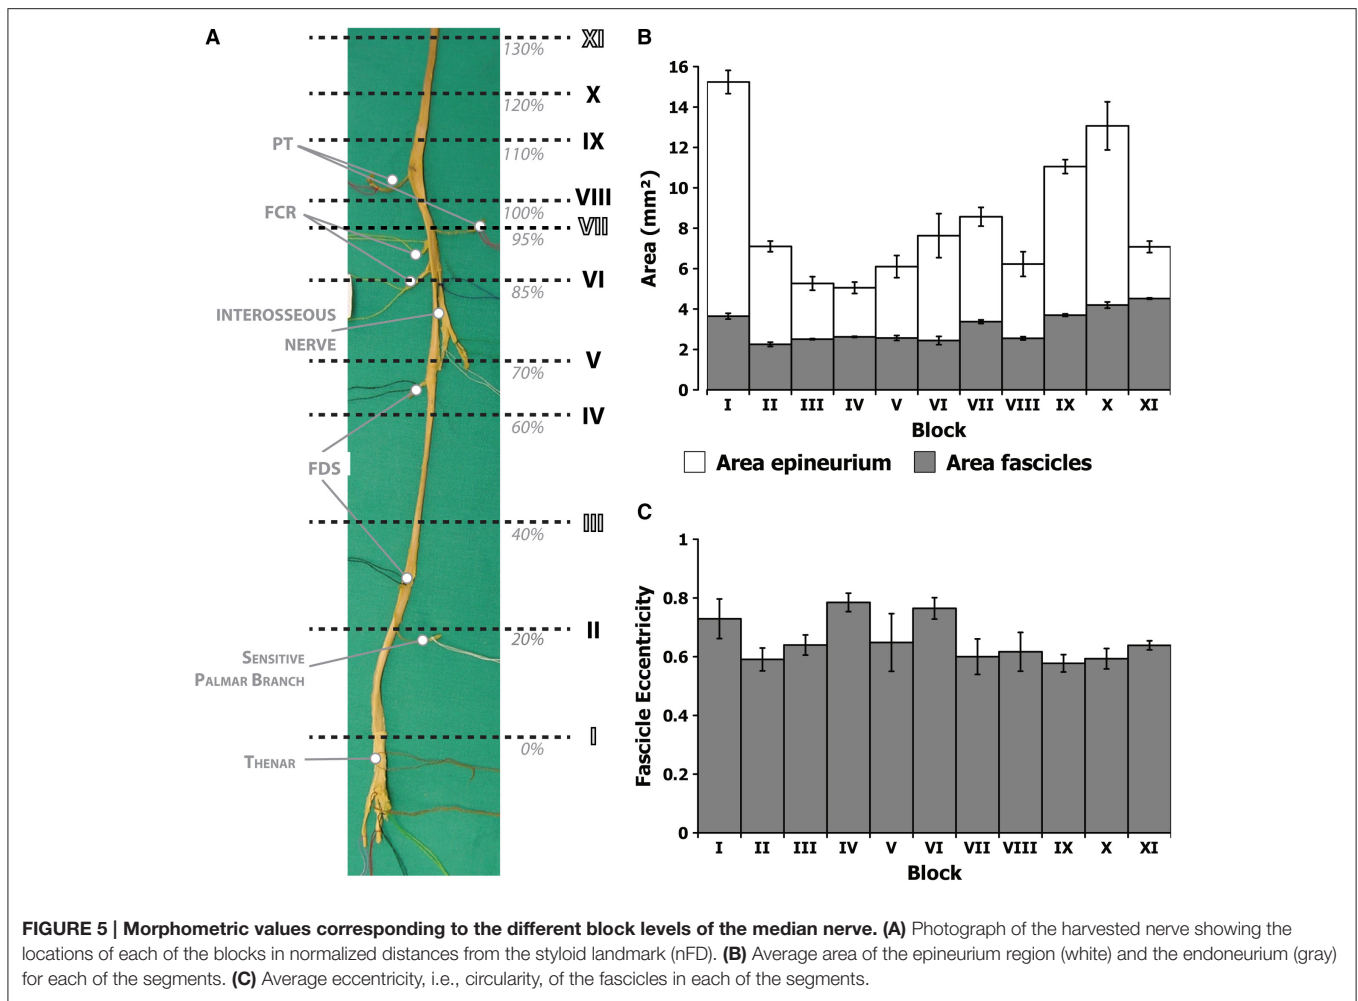 A
XI
130%
X
120%
IX
110%
PT
VIII
100%
FCR
VII
95%
VI
85%
INTEROSSEOUS
NERVE
V
70%
IV
60%
FDS
III
40%
II
20%
SENSITIVE
PALMAR BRANCH
I
0%
THENAR
B
16
14
12
10
8
6
4
2
0
Area (mm²)
I II III IV V VI VII VIII IX X XI
Block
Area epineurium Area fascicles
C
1
0.8
0.6
0.4
0.2
0
Fascicle Eccentricity
I II III IV V VI VII VIII IX X XI
Block
FIGURE 5 | Morphometric values corresponding to the different block levels of the median nerve. (A) Photograph of the harvested nerve showing the
locations of each of the blocks in normalized distances from the styloid landmark (nFD). (B) Average area of the epineurium region (white) and the endoneurium (gray)
for each of the segments. (C) Average eccentricity, i.e., circularity, of the fascicles in each of the segments.